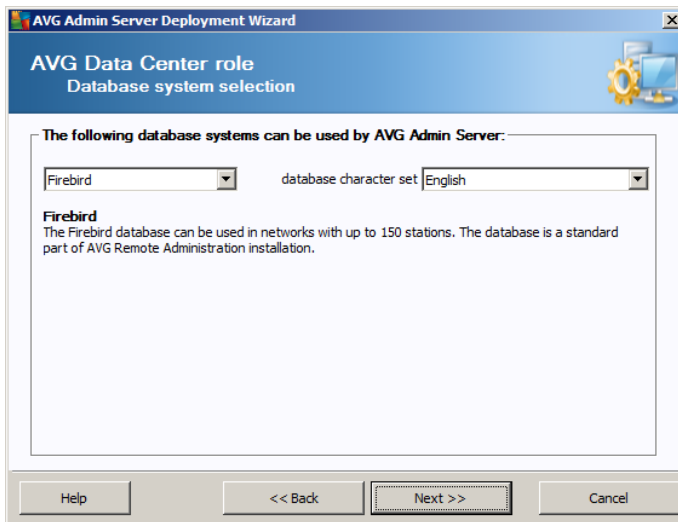 AVG Admin Server Deployment Wizard
AVG Data Center role
Database system selection
The following database systems can be used by AVG Admin Server:
Firebird database character set English
Firebird
The Firebird database can be used in networks with up to 150 stations. The database is a standard
part of AVG Remote Administration installation.
Help << Back Next >> Cancel